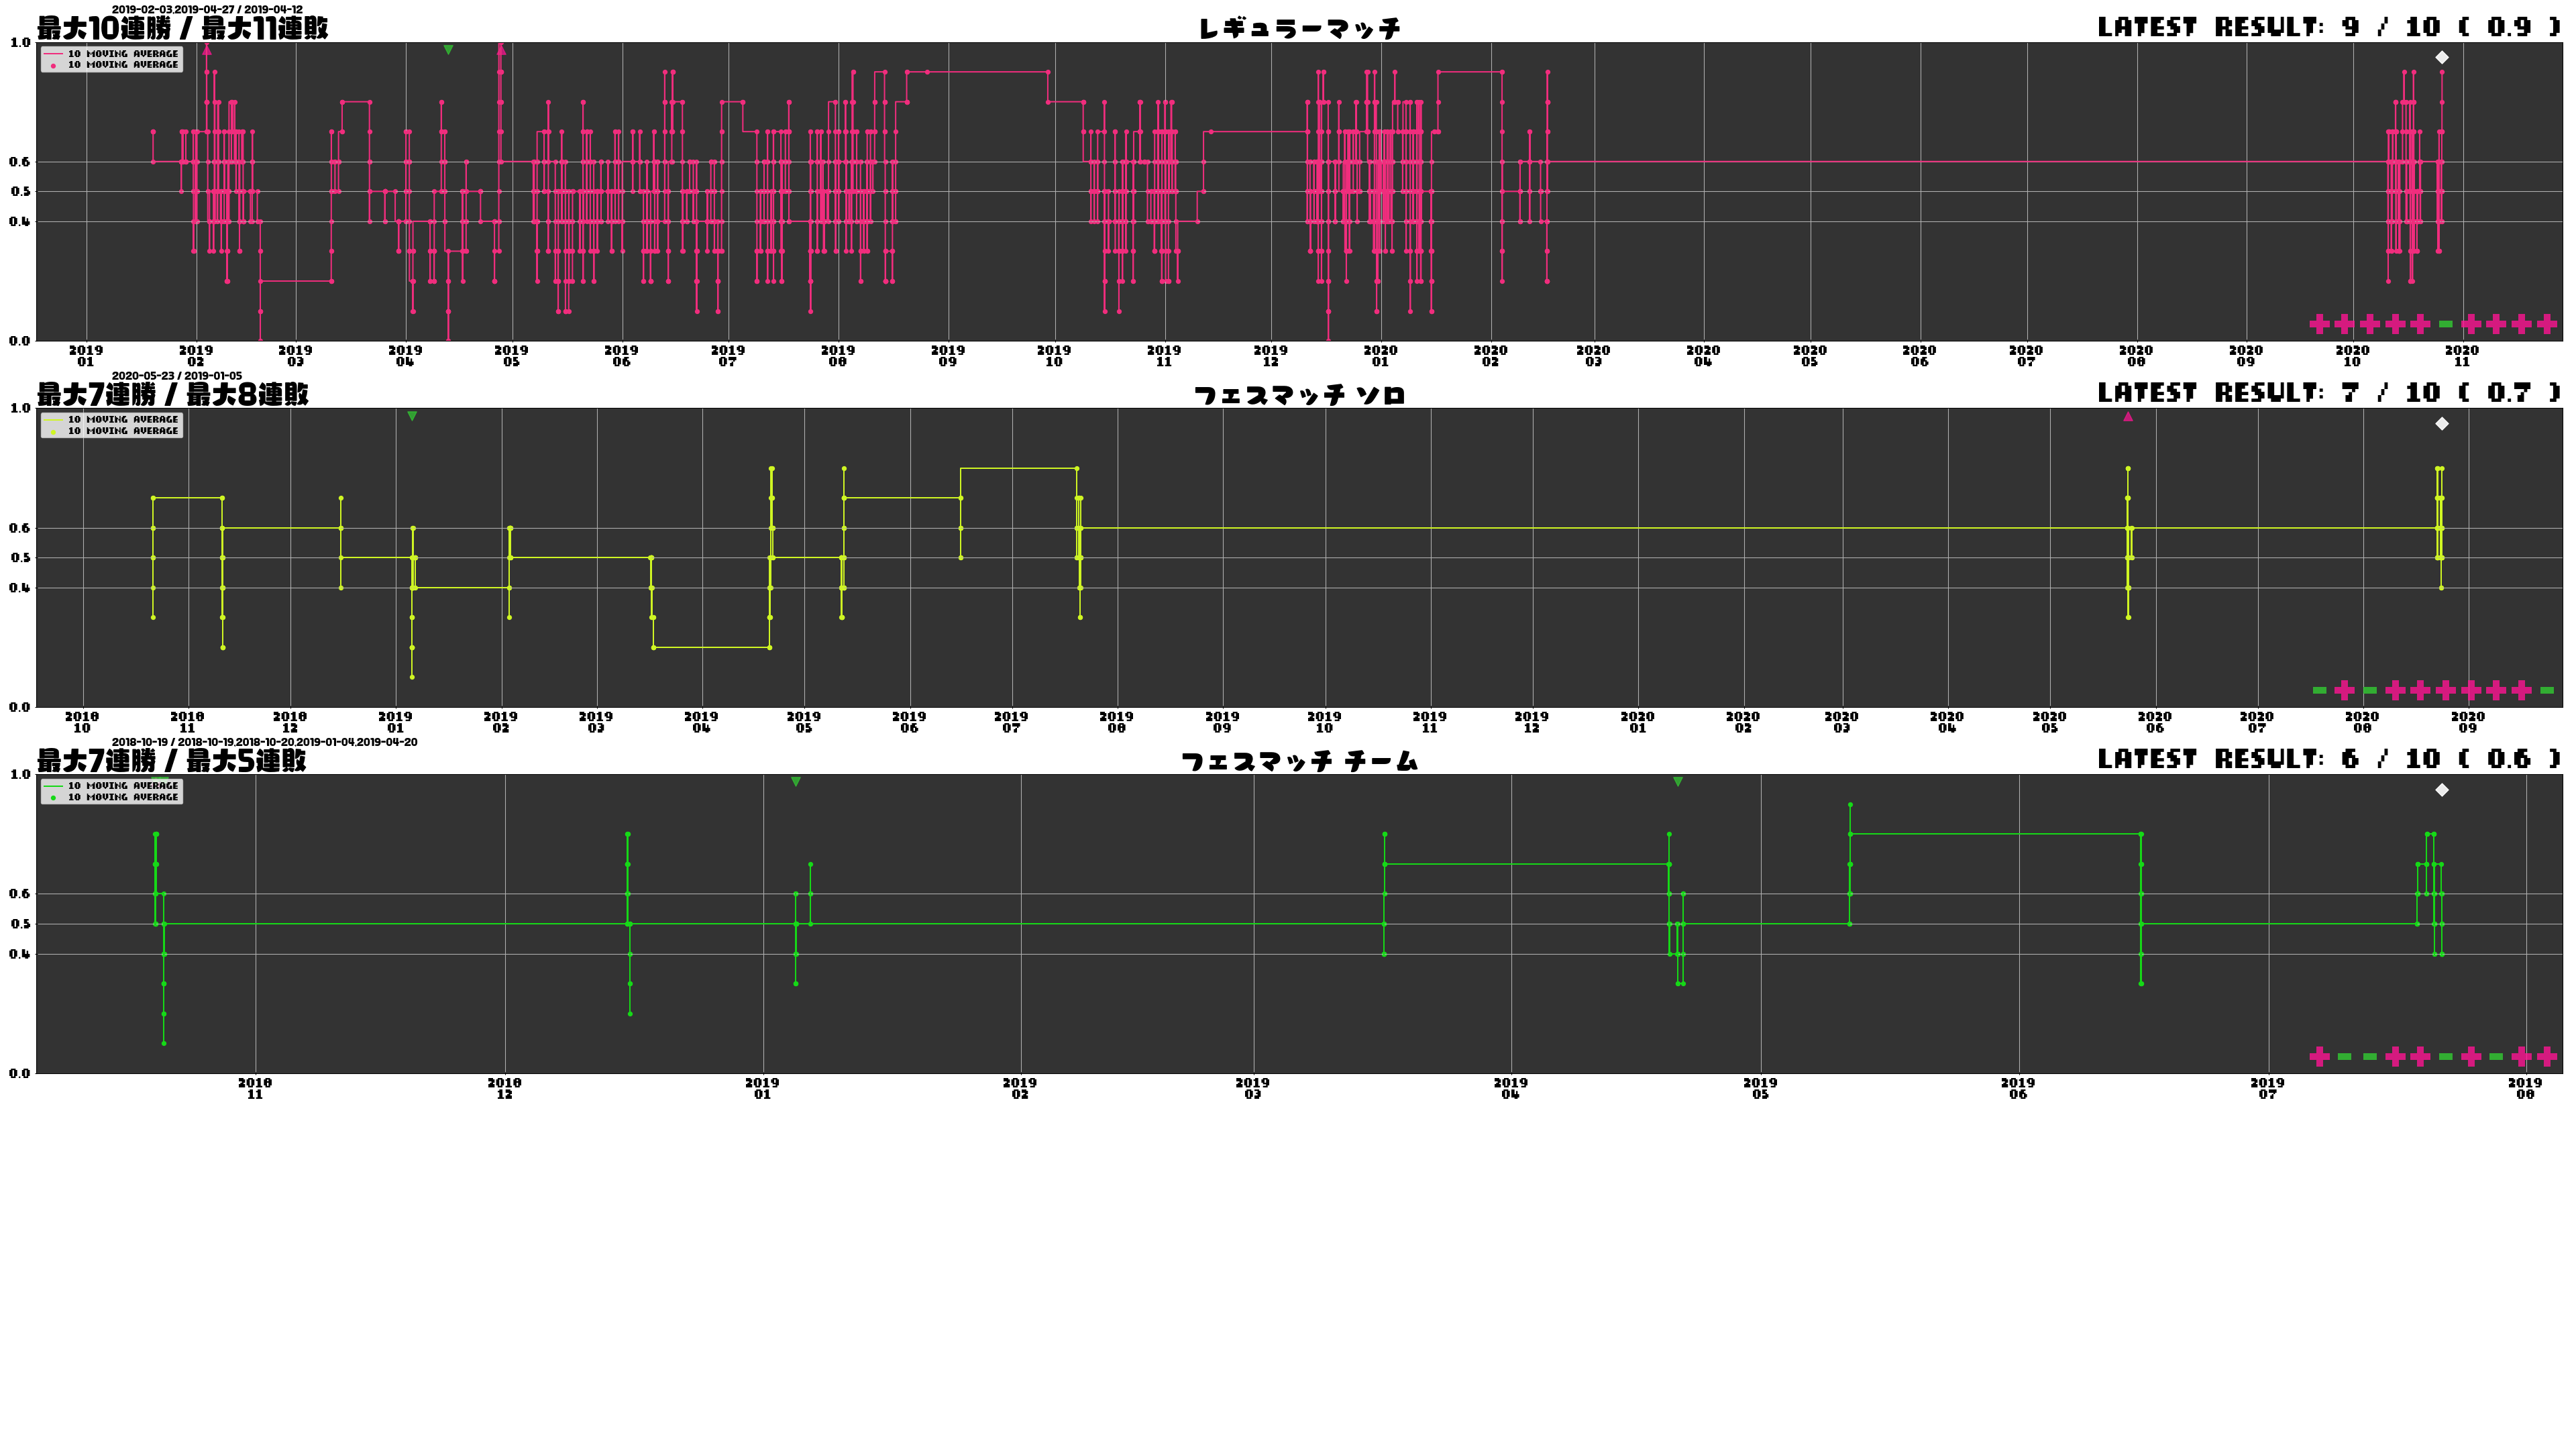 2019-02-03,2019-04-27 / 2019-04-12
最大10連勝 / 最大11連敗
レギュラーマッチ
LATEST RESULT: 9 / 10 ( 0.9 )
10 MOVING AVERAGE
10 MOVING AVERAGE
1.0
0.6
0.5
0.4
0.0
2019 2019 2019 2019 2019 2019 2019 2019 2019 2019 2019 2019 2020 2020 2020 2020 2020 2020 2020 2020 2020 2020 2020
01 02 03 04 05 06 07 08 09 10 11 12 01 02 03 04 05 06 07 08 09 10 11
2020-05-23 / 2019-01-05
最大7連勝 / 最大8連敗
フェスマッチ ソロ
LATEST RESULT: 7 / 10 ( 0.7 )
10 MOVING AVERAGE
10 MOVING AVERAGE
1.0
0.6
0.5
0.4
0.0
2018 2018 2018 2019 2019 2019 2019 2019 2019 2019 2019 2019 2019 2019 2019 2020 2020 2020 2020 2020 2020 2020 2020 2020
10 11 12 01 02 03 04 05 06 07 08 09 10 11 12 01 02 03 04 05 06 07 08 09
2018-10-19 / 2018-10-19,2018-10-20,2019-01-04,2019-04-20
最大7連勝 / 最大5連敗
フェスマッチ チーム
LATEST RESULT: 6 / 10 ( 0.6 )
10 MOVING AVERAGE
10 MOVING AVERAGE
1.0
0.6
0.5
0.4
0.0
2018 2018 2019 2019 2019 2019 2019 2019 2019 2019
11 12 01 02 03 04 05 06 07 08